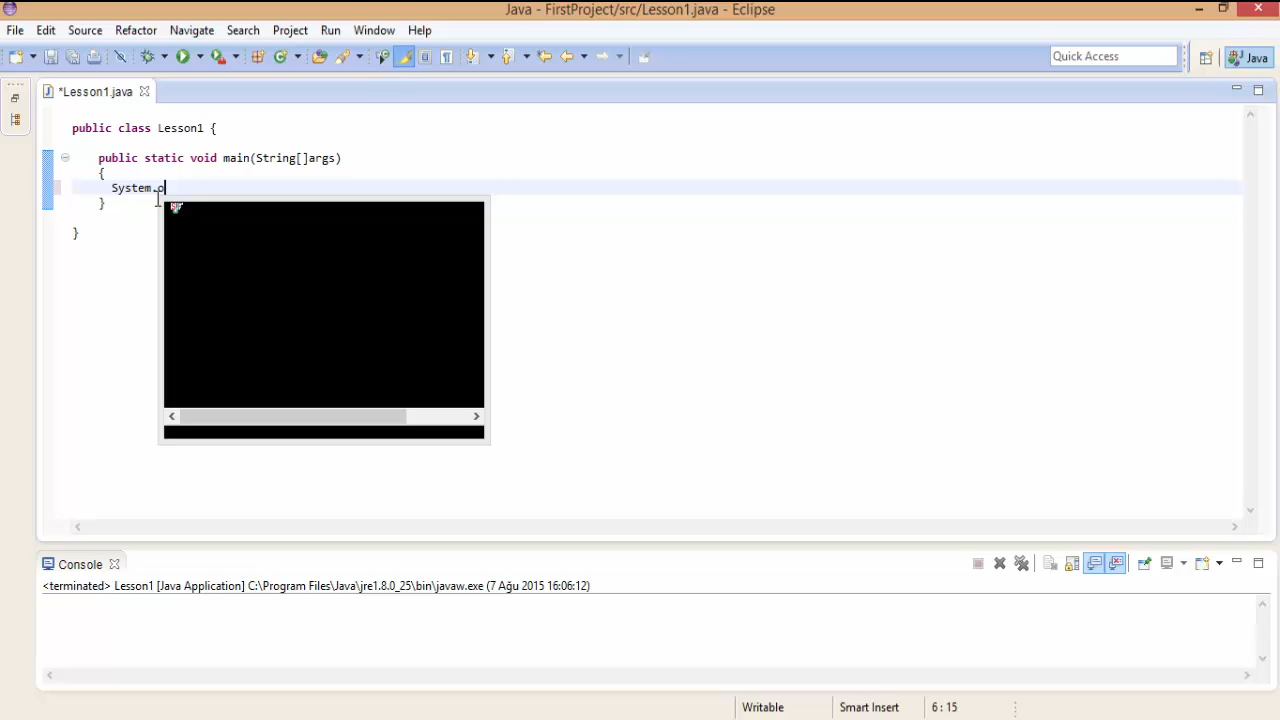 Java - FirstProject/src/Lesson1.java - Eclipse
File Edit Source Refactor Navigate Search Project Run Window Help
Quick Access
Java
*Lesson1.java
public class Lesson1 {
public static void main(String[]args)
{
System.o
}
}
Console
<terminated> Lesson1 [Java Application] C:\Program Files\Java\jre1.8.0_25\bin\javaw.exe (7 Ağu 2015 16:06:12)
Writable Smart Insert 6 : 15